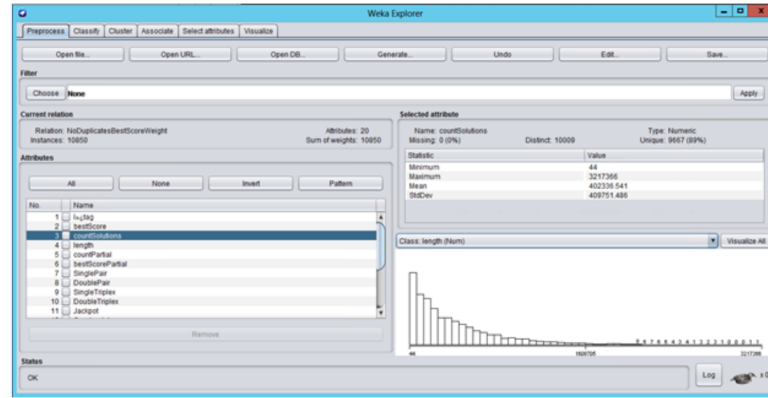 Weka Explorer
Preprocess Classify Cluster Associate Select attributes Visualize
Open file... Open URL... Open DB... Generate... Undo Edit... Save...
Filter
Choose None Apply
Current relation
Relation: NoDuplicatesBestScoreWeight Attributes: 20
Instances: 10850 Sum of weights: 10850
Attributes
All None Invert Pattern
No. Name
1
2 bestScore
3 countSolutions
4 length
5 countPartial
6 bestScorePartial
7 SinglePair
8 DoublePair
9 SingleTriplex
10 DoubleTriplex
11 Jackpot
Remove
Selected attribute
Name: countSolutions Type: Numeric
Missing: 0 (0%) Distinct: 10009 Unique: 9667 (89%)
Statistic Value
Minimum 44
Maximum 3217366
Mean 402336.541
StdDev 409751.486
Class: length (Num) Visualize All
44 1608705 3217366
Status
OK
Log x 0